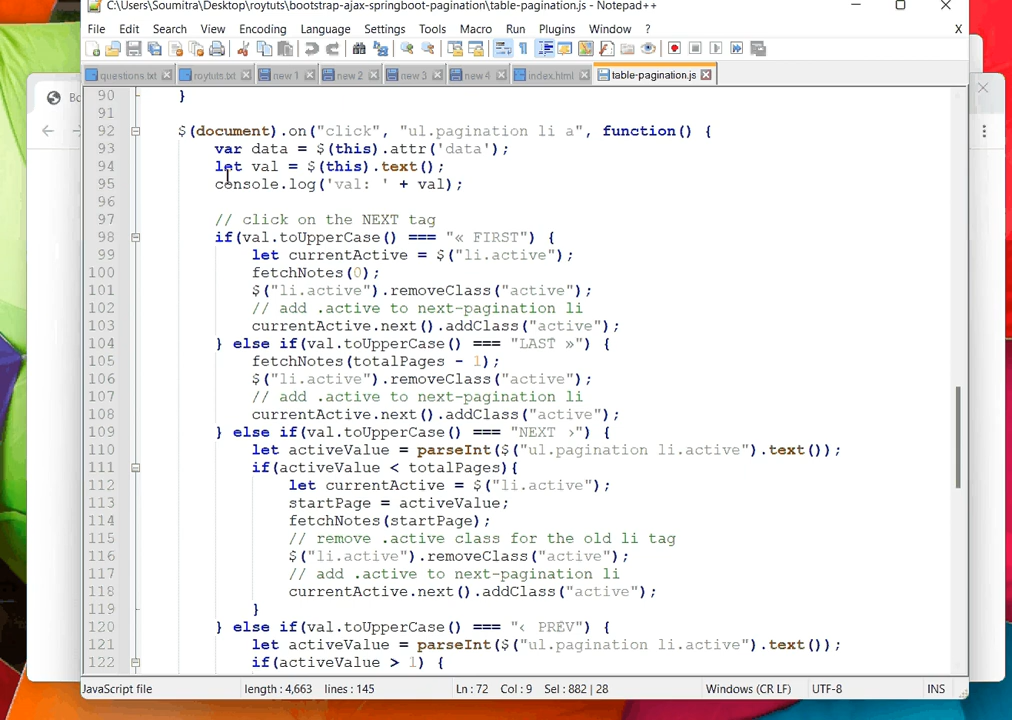 C:\Users\Soumitra\Desktop\roytuts\bootstrap-ajax-springboot-pagination\table-pagination.js - Notepad++
File Edit Search View Encoding Language Settings Tools Macro Run Plugins Window ? X
questions.txt roytuts.txt new 1 new 2 new 3 new 4 index.html table-pagination.js
90 }
91
92 $(document).on("click", "ul.pagination li a", function() {
93 var data = $(this).attr('data');
94 let val = $(this).text();
95 console.log('val: ' + val);
96
97 // click on the NEXT tag
98 if(val.toUpperCase() === "« FIRST") {
99 let currentActive = $("li.active");
100 fetchNotes(0);
101 $("li.active").removeClass("active");
102 // add .active to next-pagination li
103 currentActive.next().addClass("active");
104 } else if(val.toUpperCase() === "LAST »") {
105 fetchNotes(totalPages - 1);
106 $("li.active").removeClass("active");
107 // add .active to next-pagination li
108 currentActive.next().addClass("active");
109 } else if(val.toUpperCase() === "NEXT ›") {
110 let activeValue = parseInt($("ul.pagination li.active").text());
111 if(activeValue < totalPages){
112 let currentActive = $("li.active");
113 startPage = activeValue;
114 fetchNotes(startPage);
115 // remove .active class for the old li tag
116 $("li.active").removeClass("active");
117 // add .active to next-pagination li
118 currentActive.next().addClass("active");
119 }
120 } else if(val.toUpperCase() === "‹ PREV") {
121 let activeValue = parseInt($("ul.pagination li.active").text());
122 if(activeValue > 1) {
JavaScript file length : 4,663 lines : 145 Ln : 72 Col : 9 Sel : 882 | 28 Windows (CR LF) UTF-8 INS